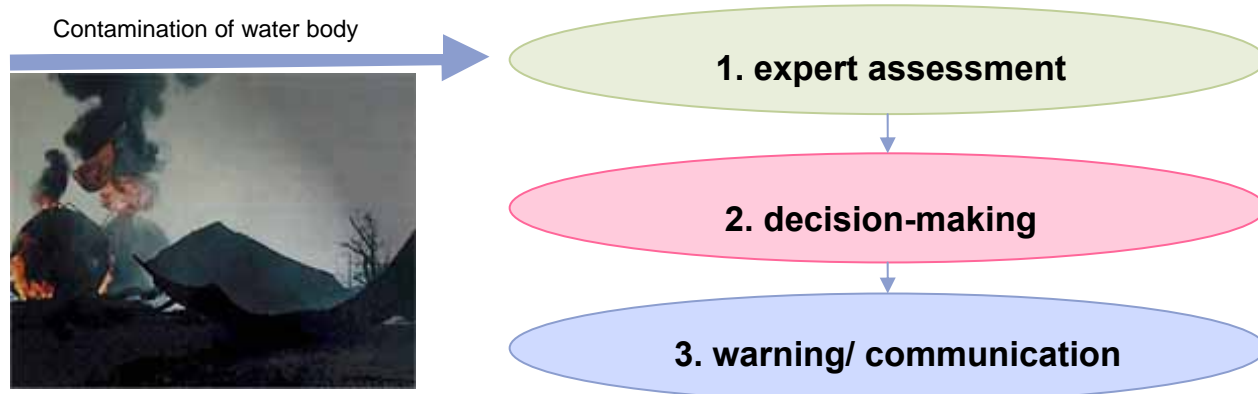 Contamination of water body
1. expert assessment
2. decision-making
3. warning/ communication